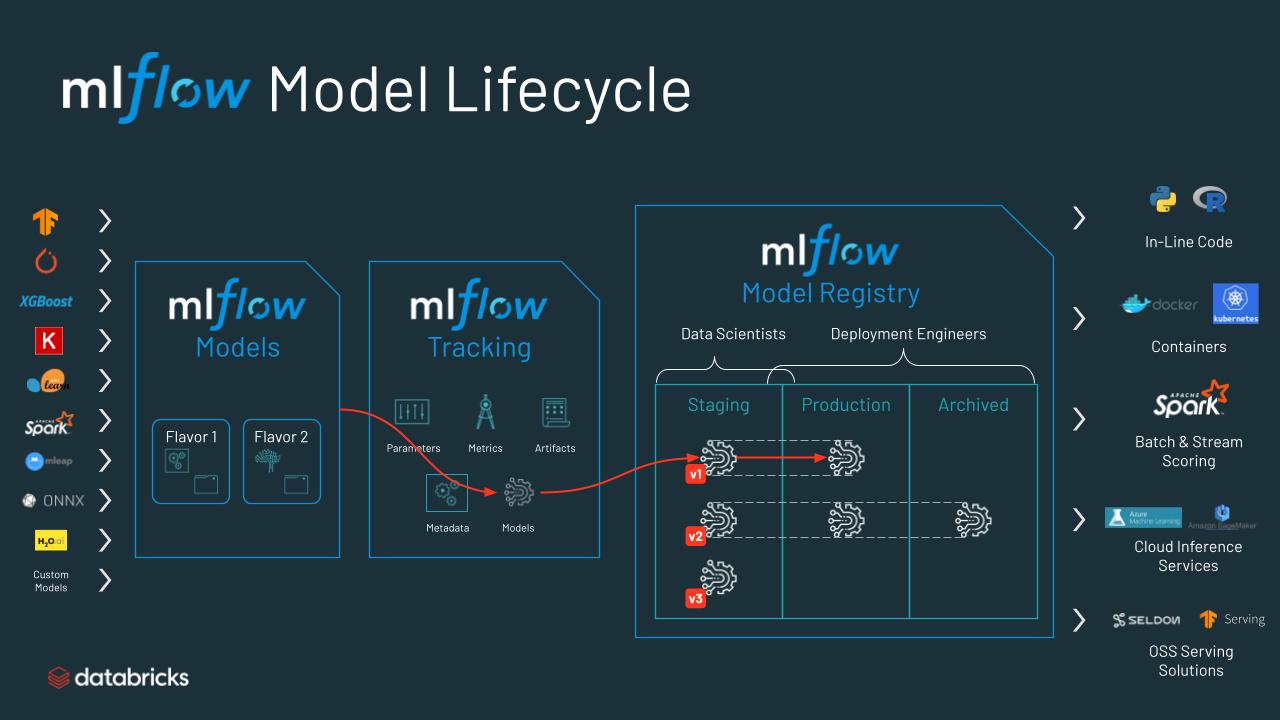 mlflow Model Lifecycle
TF
XGBoost
K
learn
APACHE
Spark
mleap
ONNX
H2O.ai
Custom
Models
mlflow
Models
Flavor 1
Flavor 2
mlflow
Tracking
Parameters
Metrics
Artifacts
Metadata
Models
mlflow
Model Registry
Data Scientists
Deployment Engineers
Staging
Production
Archived
v1
v2
v3
R
In-Line Code
docker
kubernetes
Containers
APACHE
Spark
Batch & Stream
Scoring
Azure
Machine Learning
Amazon SageMaker
Cloud Inference
Services
SELDON
TF Serving
OSS Serving
Solutions
databricks